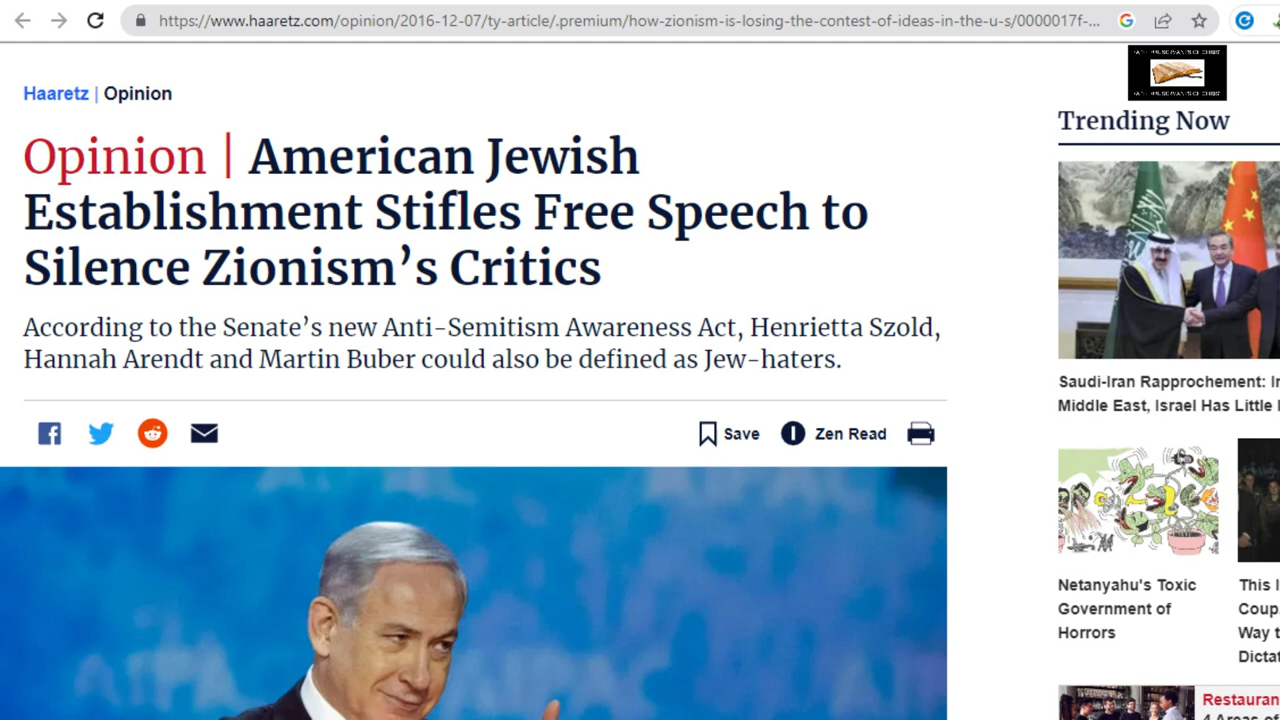 https://www.haaretz.com/opinion/2016-12-07/ty-article/.premium/how-zionism-is-losing-the-contest-of-ideas-in-the-u-s/0000017f-...
Haaretz | Opinion
Opinion | American Jewish
Establishment Stifles Free Speech to
Silence Zionism’s Critics
According to the Senate’s new Anti-Semitism Awareness Act, Henrietta Szold,
Hannah Arendt and Martin Buber could also be defined as Jew-haters.
Save
Zen Read
Trending Now
Saudi-Iran Rapprochement:
Middle East, Israel Has Little
Netanyahu's Toxic
Government of
Horrors
This
Coup
Way